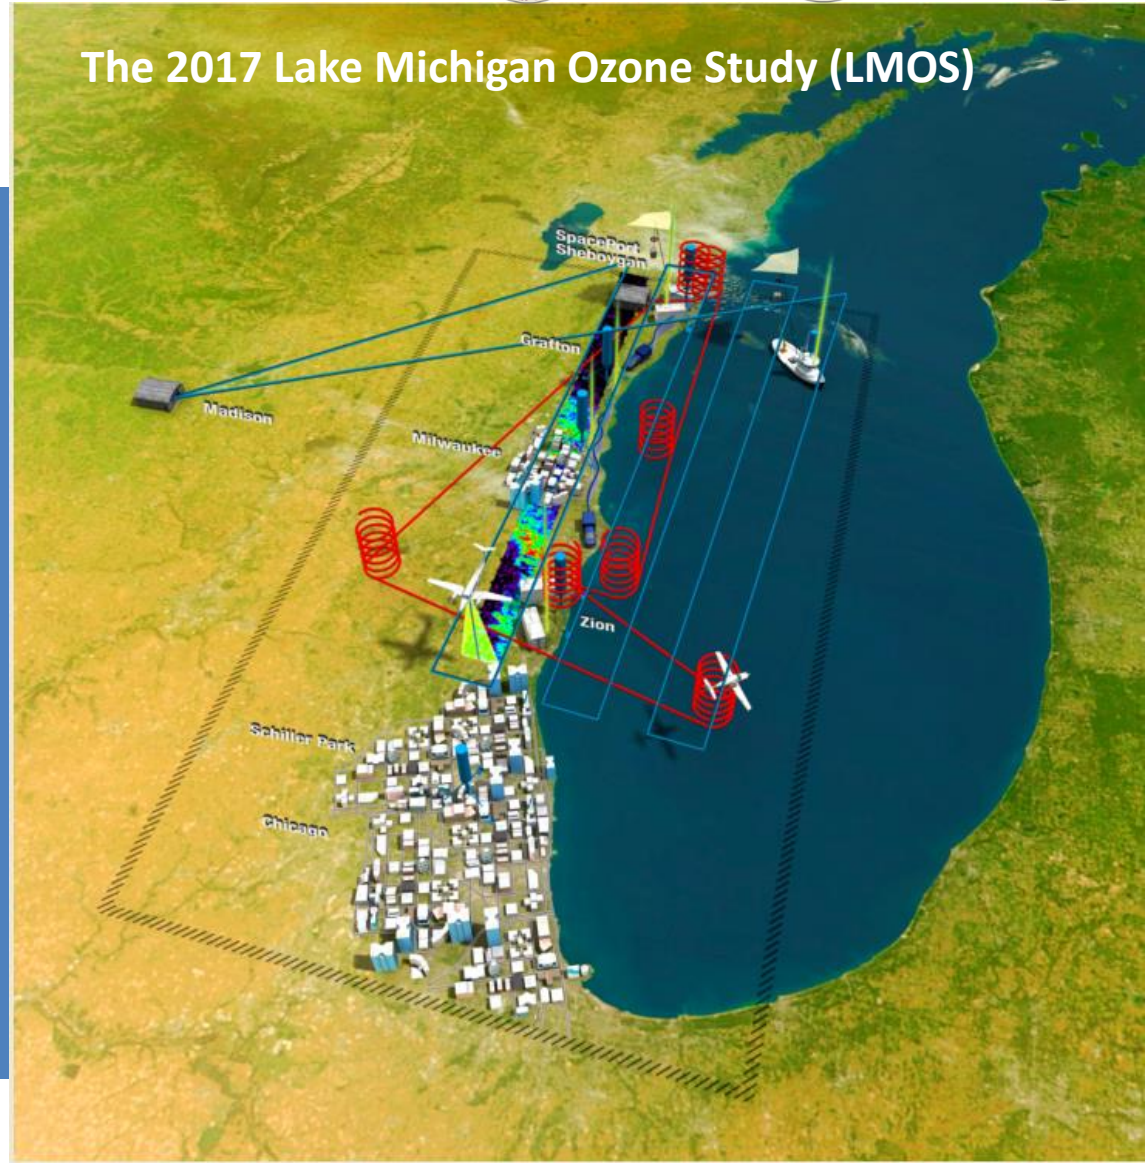 The 2017 Lake Michigan Ozone Study (LMOS)
SpacePort
Sheboygan
Grafton
Madison
Milwaukee
Zion
Schiller Park
Chicago